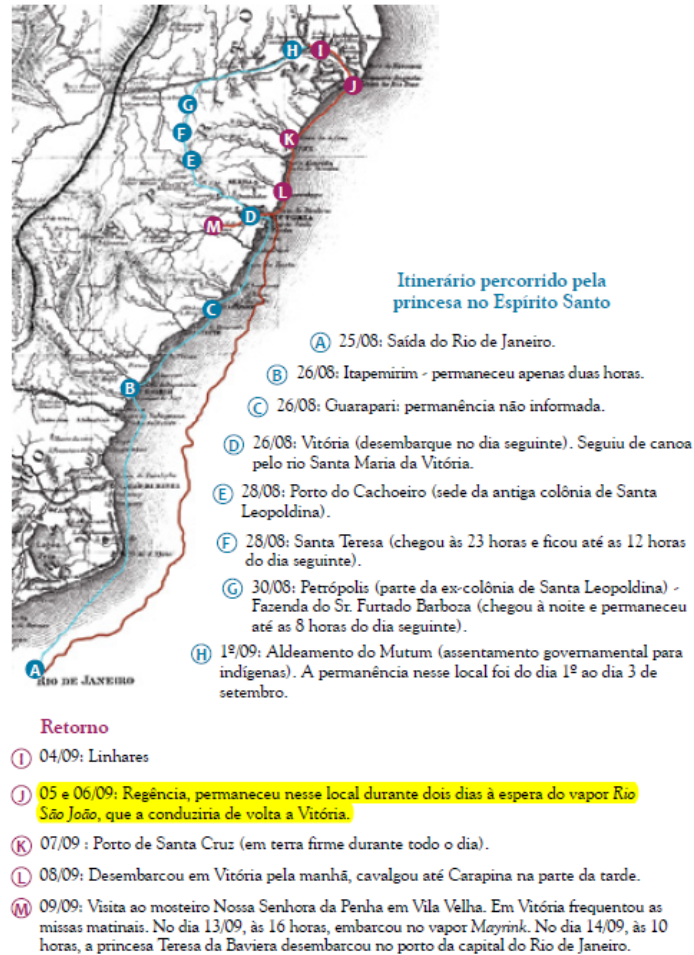 H
I
J
G
F
K
E
L
D
M
C
B
A
RIO DE JANEIRO
Itinerário percorrido pela
princesa no Espírito Santo
A 25/08: Saída do Rio de Janeiro.
B 26/08: Itapemirim - permaneceu apenas duas horas.
C 26/08: Guarapari: permanência não informada.
D 26/08: Vitória (desembarque no dia seguinte). Seguiu de canoa
pelo rio Santa Maria da Vitória.
E 28/08: Porto do Cachoeiro (sede da antiga colônia de Santa
Leopoldina).
F 28/08: Santa Teresa (chegou às 23 horas e ficou até as 12 horas
do dia seguinte).
G 30/08: Petrópolis (parte da ex-colônia de Santa Leopoldina) -
Fazenda do Sr. Furtado Barboza (chegou à noite e permaneceu
até as 8 horas do dia seguinte).
H 1º/09: Aldeamento do Mutum (assentamento governamental para
indígenas). A permanência nesse local foi do dia 1º ao dia 3 de
setembro.
Retorno
I 04/09: Linhares
J 05 e 06/09: Regência, permaneceu nesse local durante dois dias à espera do vapor Rio
São João, que a conduziria de volta a Vitória.
K 07/09 : Porto de Santa Cruz (em terra firme durante todo o dia).
L 08/09: Desembarcou em Vitória pela manhã, cavalgou até Carapina na parte da tarde.
M 09/09: Visita ao mosteiro Nossa Senhora da Penha em Vila Velha. Em Vitória frequentou as
missas matinais. No dia 13/09, às 16 horas, embarcou no vapor Mayrink. No dia 14/09, às 10
horas, a princesa Teresa da Baviera desembarcou no porto da capital do Rio de Janeiro.